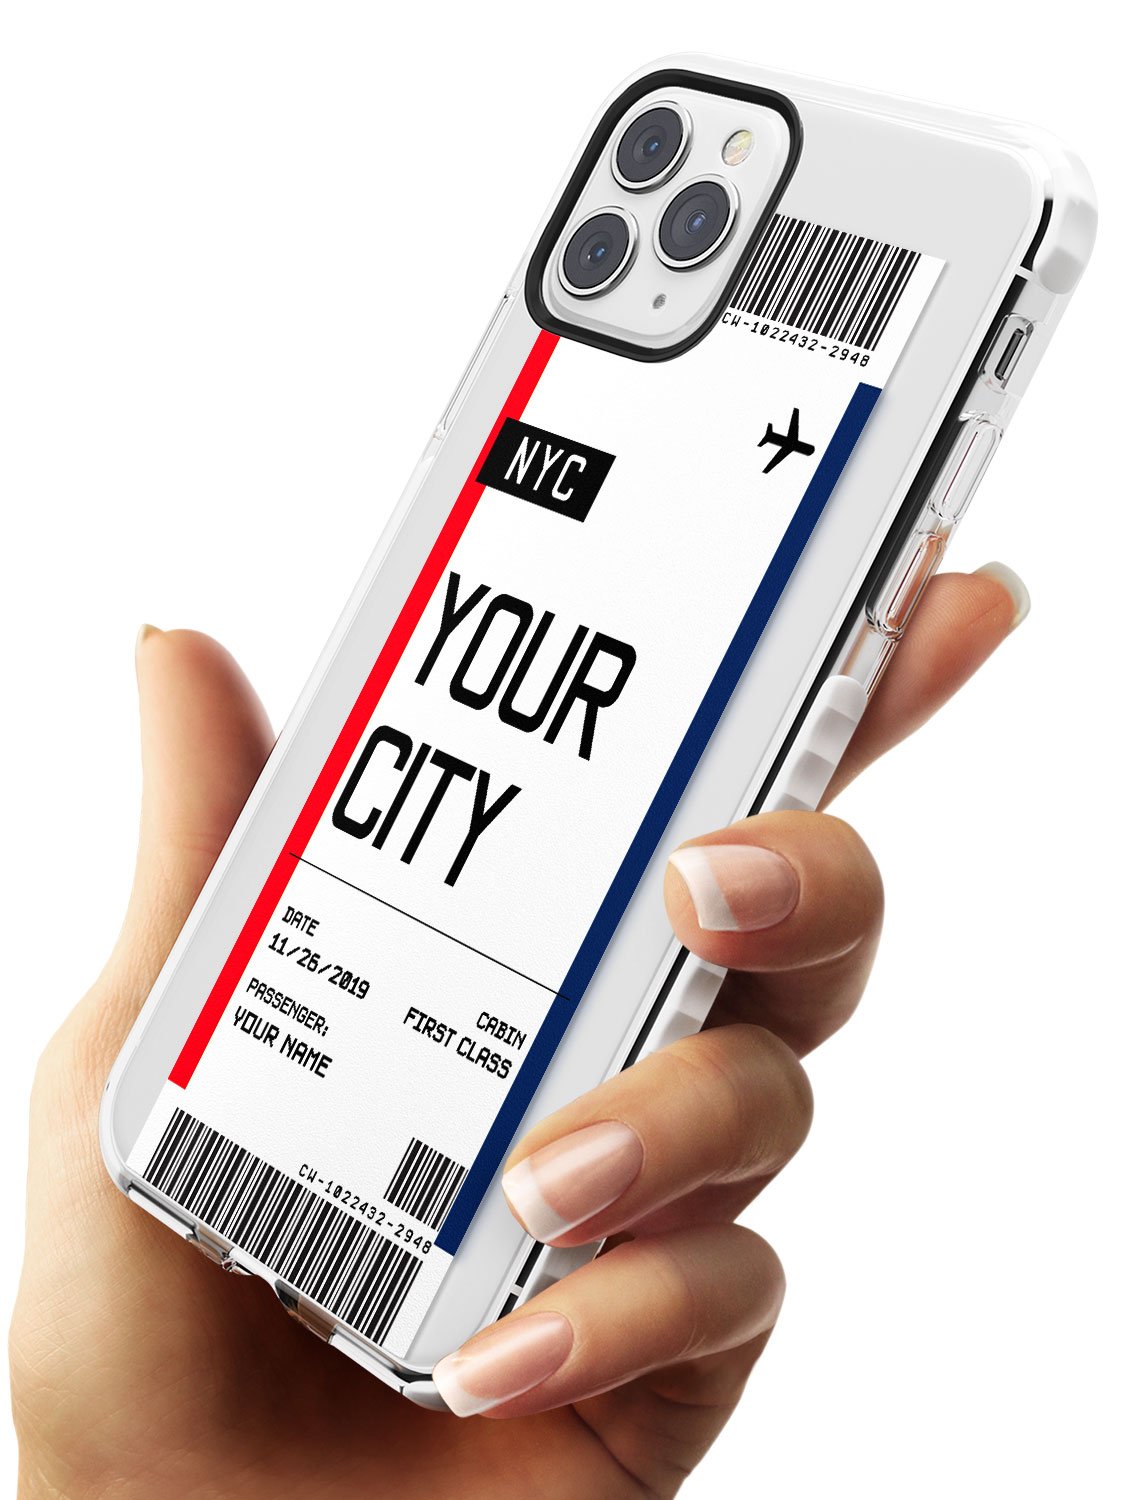 CW-1022432-2948
NYC
YOUR
CITY
DATE
11/26/2019
PASSENGER:
YOUR NAME
CABIN
FIRST CLASS
CW-1022432-2948